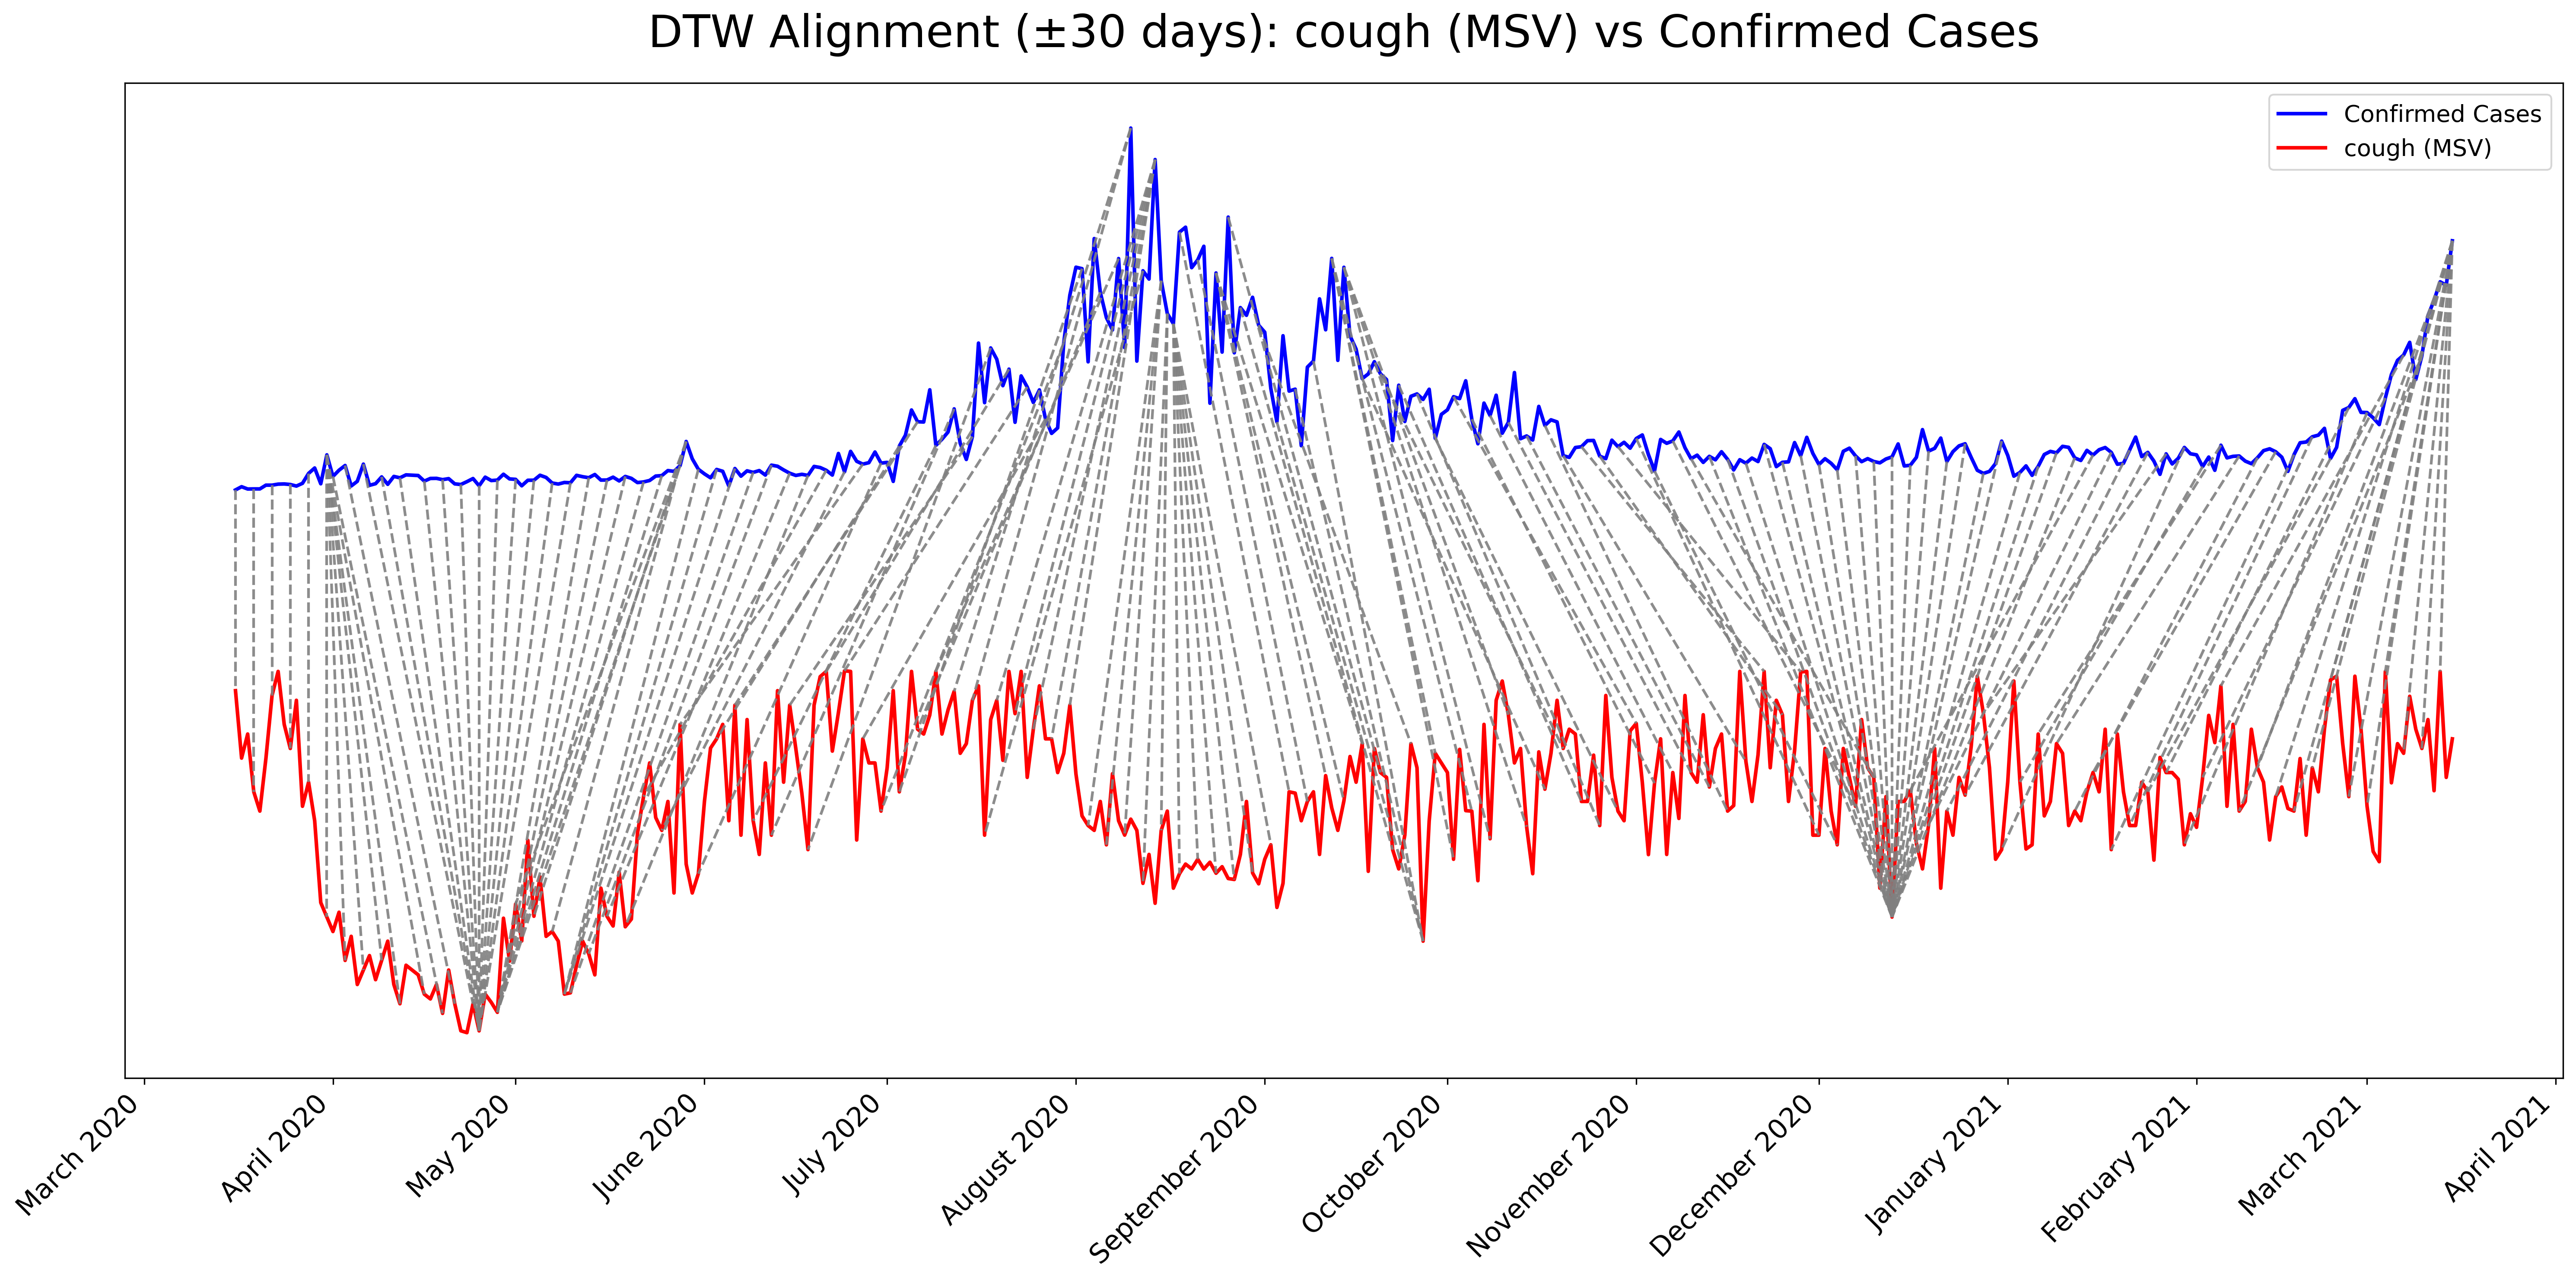 DTW Alignment (±30 days): cough (MSV) vs Confirmed Cases
Confirmed Cases
cough (MSV)
March 2020
April 2020
May 2020
June 2020
July 2020
August 2020
September 2020
October 2020
November 2020
December 2020
January 2021
February 2021
March 2021
April 2021